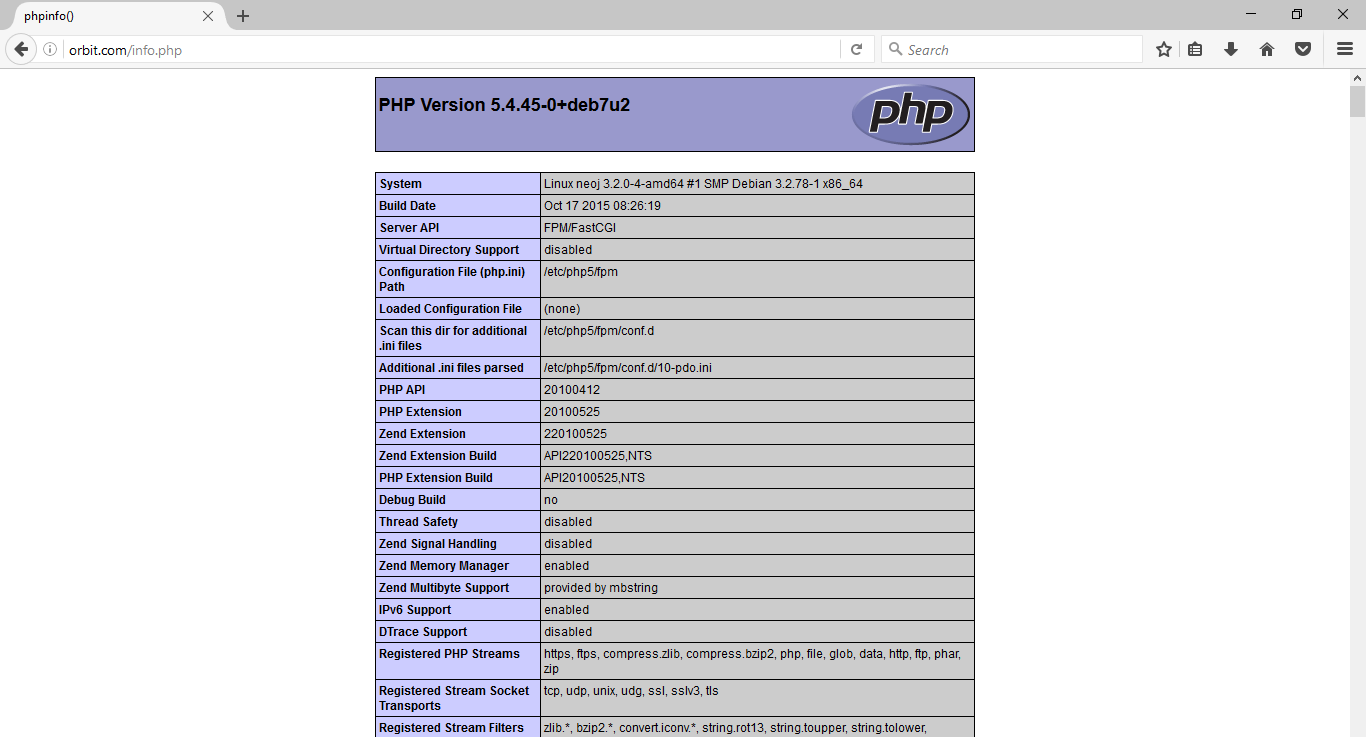 phpinfo()
orbit.com/info.php
Search
PHP Version 5.4.45-0+deb7u2
php
System Linux neoj 3.2.0-4-amd64 #1 SMP Debian 3.2.78-1 x86_64
Build Date Oct 17 2015 08:26:19
Server API FPM/FastCGI
Virtual Directory Support disabled
Configuration File (php.ini) /etc/php5/fpm
Path
Loaded Configuration File (none)
Scan this dir for additional /etc/php5/fpm/conf.d
.ini files
Additional .ini files parsed /etc/php5/fpm/conf.d/10-pdo.ini
PHP API 20100412
PHP Extension 20100525
Zend Extension 220100525
Zend Extension Build API220100525,NTS
PHP Extension Build API20100525,NTS
Debug Build no
Thread Safety disabled
Zend Signal Handling disabled
Zend Memory Manager enabled
Zend Multibyte Support provided by mbstring
IPv6 Support enabled
DTrace Support disabled
Registered PHP Streams https, ftps, compress.zlib, compress.bzip2, php, file, glob, data, http, ftp, phar,
zip
Registered Stream Socket tcp, udp, unix, udg, ssl, sslv3, tls
Transports
Registered Stream Filters zlib.*, bzip2.*, convert.iconv.*, string.rot13, string.toupper, string.tolower,